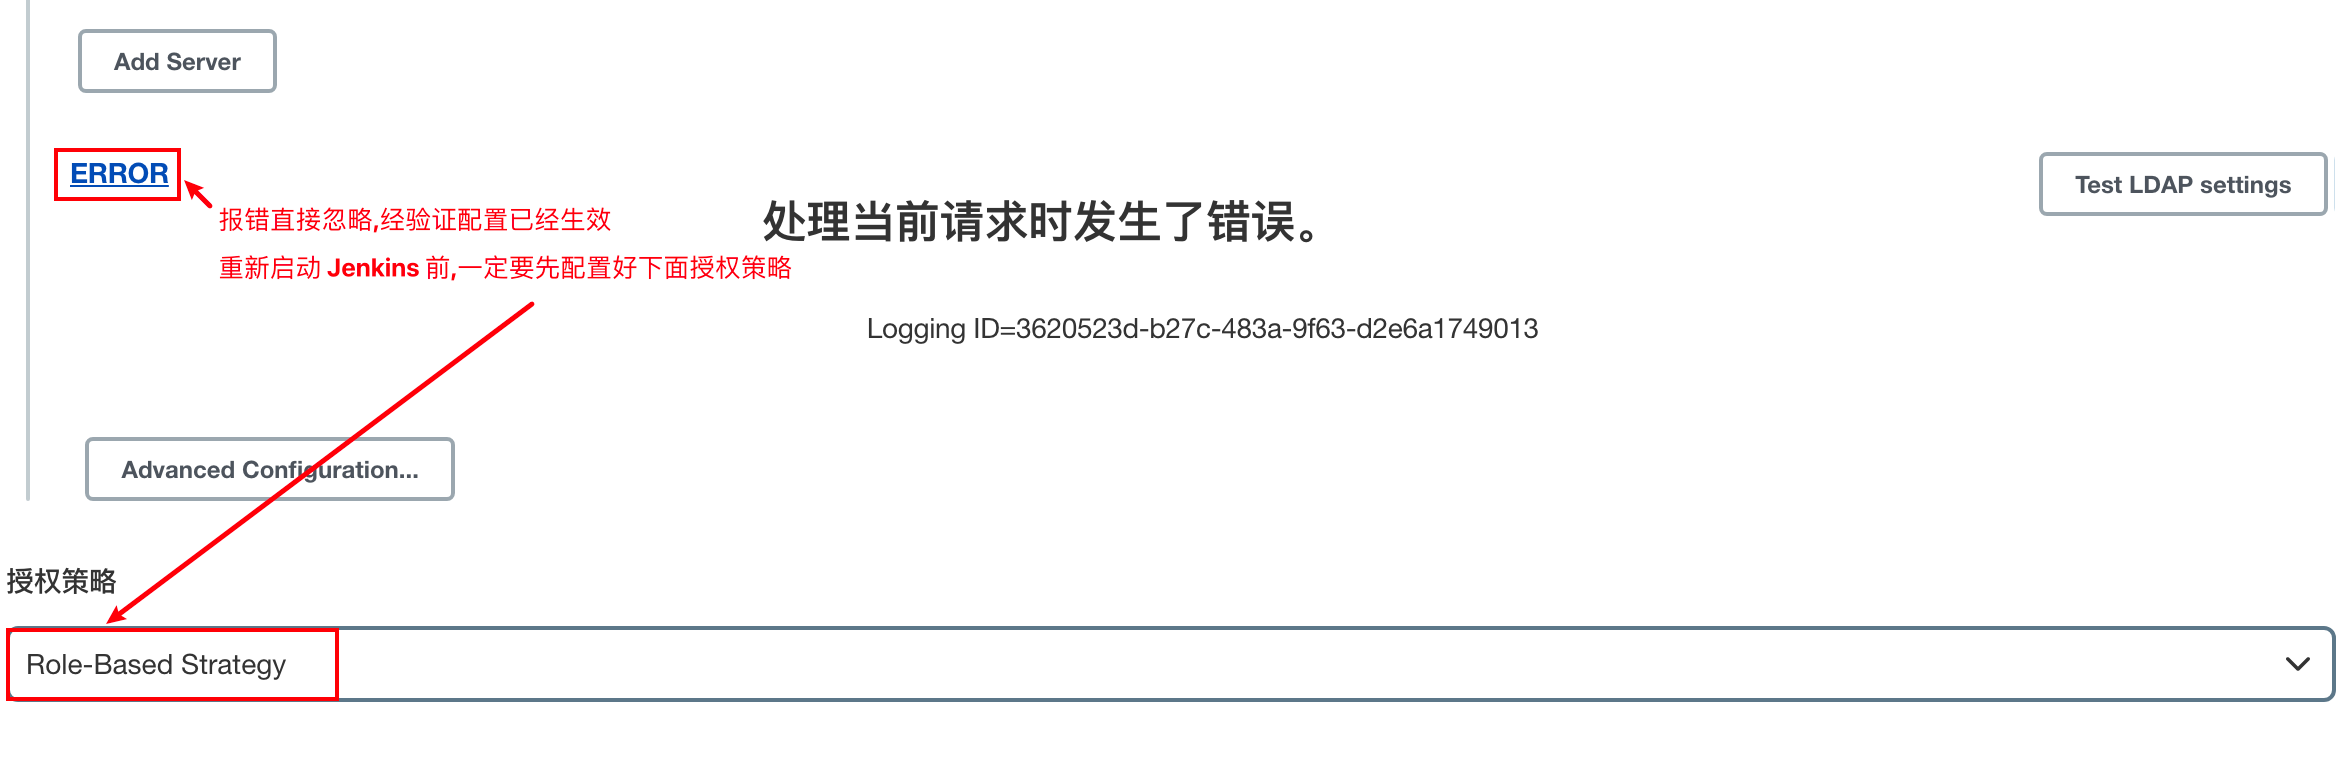 Add Server
ERROR
Test LDAP settings
报错直接忽略,经验证配置已经生效
处理当前请求时发生了错误。
重新启动 Jenkins 前,一定要先配置好下面授权策略
Logging ID=3620523d-b27c-483a-9f63-d2e6a1749013
Advanced Configuration...
授权策略
Role-Based Strategy